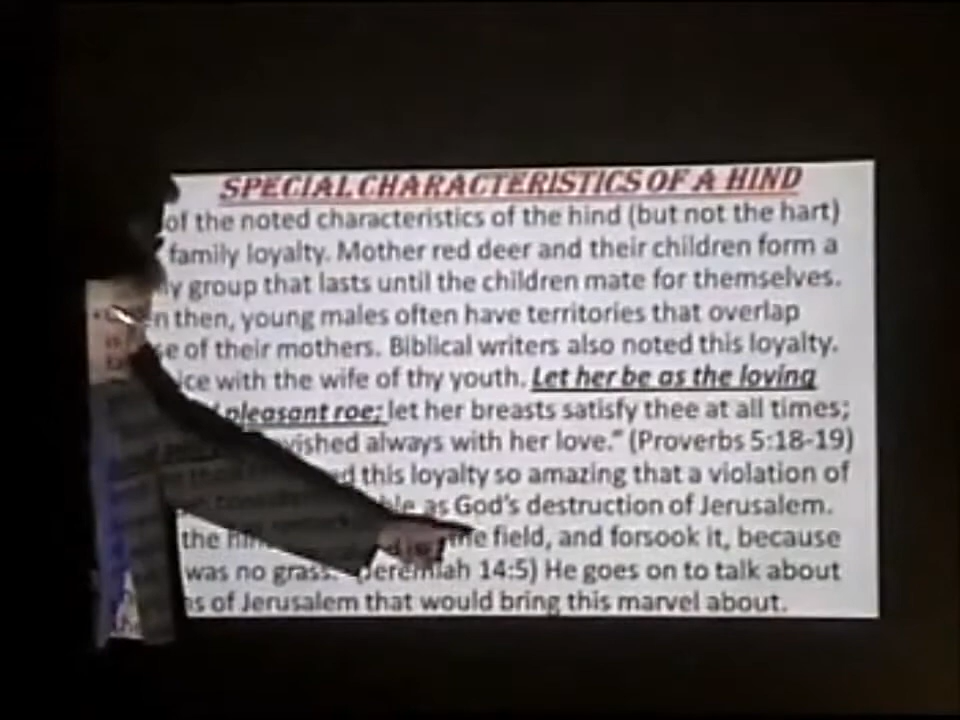 SPECIAL CHARACTERISTICS OF A HIND
of the noted characteristics of the hind (but not the hart)
family loyalty. Mother red deer and their children form a
group that lasts until the children mate for themselves.
then, young males often have territories that overlap
of their mothers. Biblical writers also noted this loyalty.
with the wife of thy youth. Let her be as the loving
pleasant roe; let her breasts satisfy thee at all times;
always with her love." (Proverbs 5:18-19)
this loyalty so amazing that a violation of
as God's destruction of Jerusalem.
the field, and forsook it, because
was no grass. (Jeremiah 14:5) He goes on to talk about
of Jerusalem that would bring this marvel about.